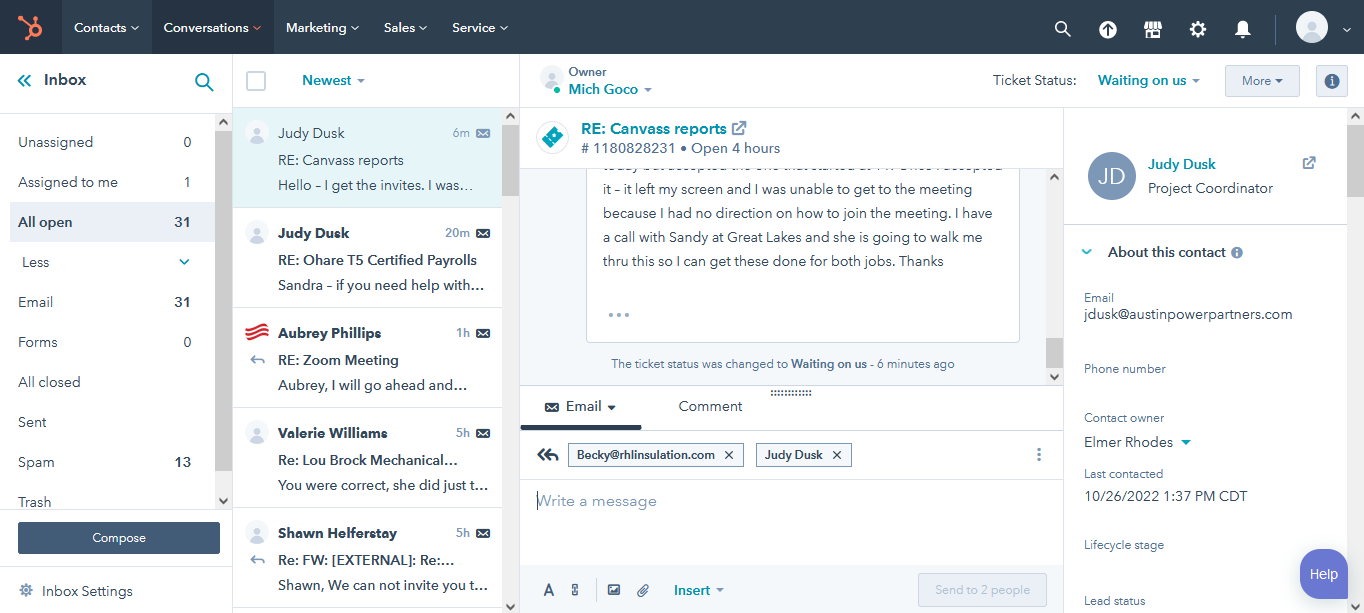 Contacts
Conversations
Marketing
Sales
Service
Inbox
Unassigned 0
Assigned to me 1
All open 31
Less
Email 31
Forms 0
All closed
Sent
Spam 13
Trash
Compose
Inbox Settings
Newest
Judy Dusk 6m
RE: Canvass reports
Hello – I get the invites. I was…
Judy Dusk 20m
RE: Ohare T5 Certified Payrolls
Sandra – if you need help with…
Aubrey Phillips 1h
RE: Zoom Meeting
Aubrey, I will go ahead and…
Valerie Williams 5h
Re: Lou Brock Mechanical…
You were correct, she did just t…
Shawn Helferstay 5h
Re: FW: [EXTERNAL]: Re:…
Shawn, We can not invite you t…
Owner
Mich Goco
Ticket Status: Waiting on us
More
RE: Canvass reports
# 1180828231 • Open 4 hours
it – it left my screen and I was unable to get to the meeting
because I had no direction on how to join the meeting. I have
a call with Sandy at Great Lakes and she is going to walk me
thru this so I can get these done for both jobs. Thanks
The ticket status was changed to Waiting on us - 6 minutes ago
Email
Comment
Becky@rhlinsulation.com
Judy Dusk
Write a message
A
Insert
Send to 2 people
JD
Judy Dusk
Project Coordinator
About this contact
Email
jdusk@austinpowerpartners.com
Phone number
Contact owner
Elmer Rhodes
Last contacted
10/26/2022 1:37 PM CDT
Lifecycle stage
Lead status
Help